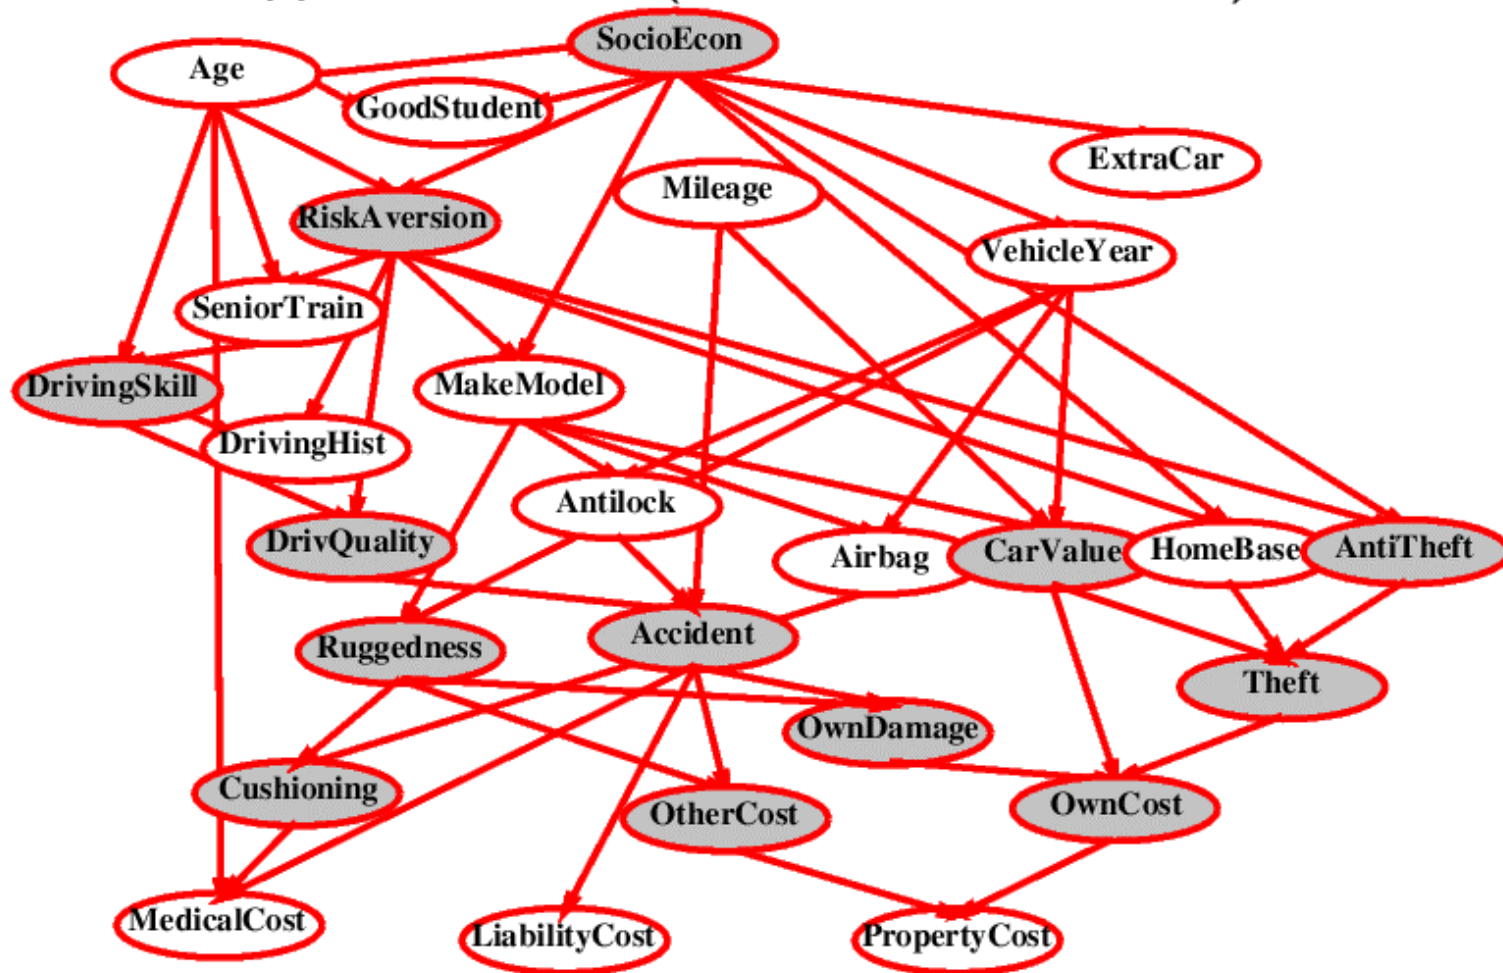 SocioEcon
Age
GoodStudent
ExtraCar
Mileage
RiskAversion
VehicleYear
SeniorTrain
DrivingSkill
MakeModel
DrivingHist
Antilock
DrivQuality
Airbag
CarValue
HomeBase
AntiTheft
Ruggedness
Accident
Theft
OwnDamage
Cushioning
OtherCost
OwnCost
MedicalCost
LiabilityCost
PropertyCost